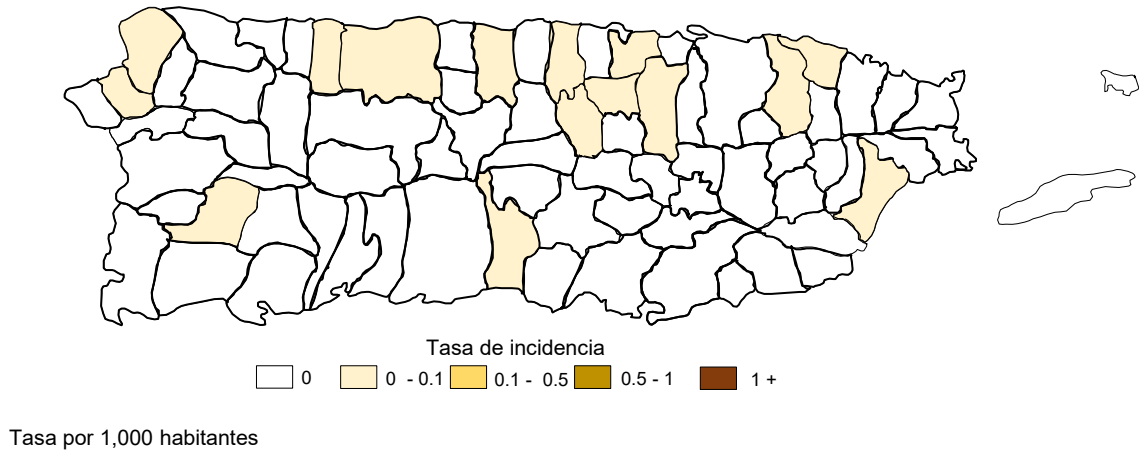 Tasa de incidencia
0 0 - 0.1 0.1 - 0.5 0.5 - 1 1 +
Tasa por 1,000 habitantes